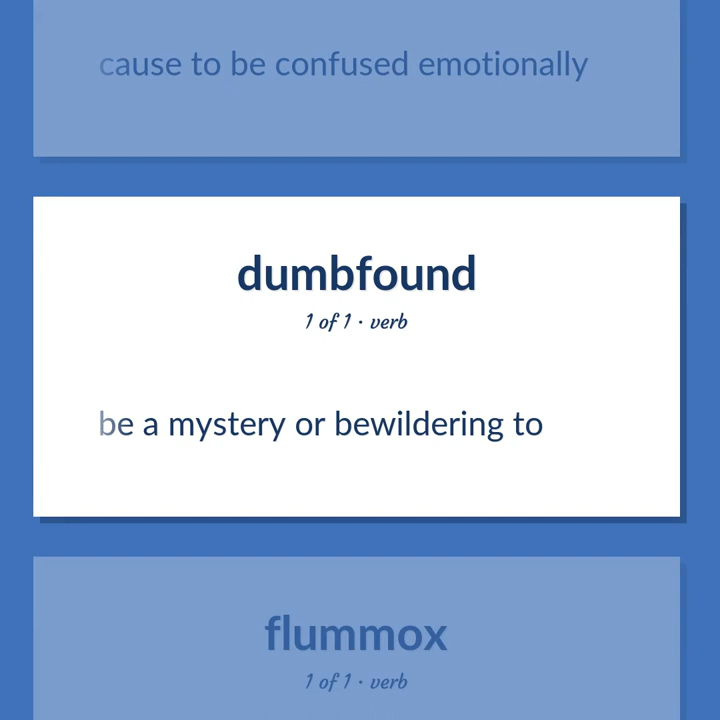 cause to be confused emotionally
dumbfound
1 of 1 · verb
be a mystery or bewildering to
flummox
1 of 1 · verb